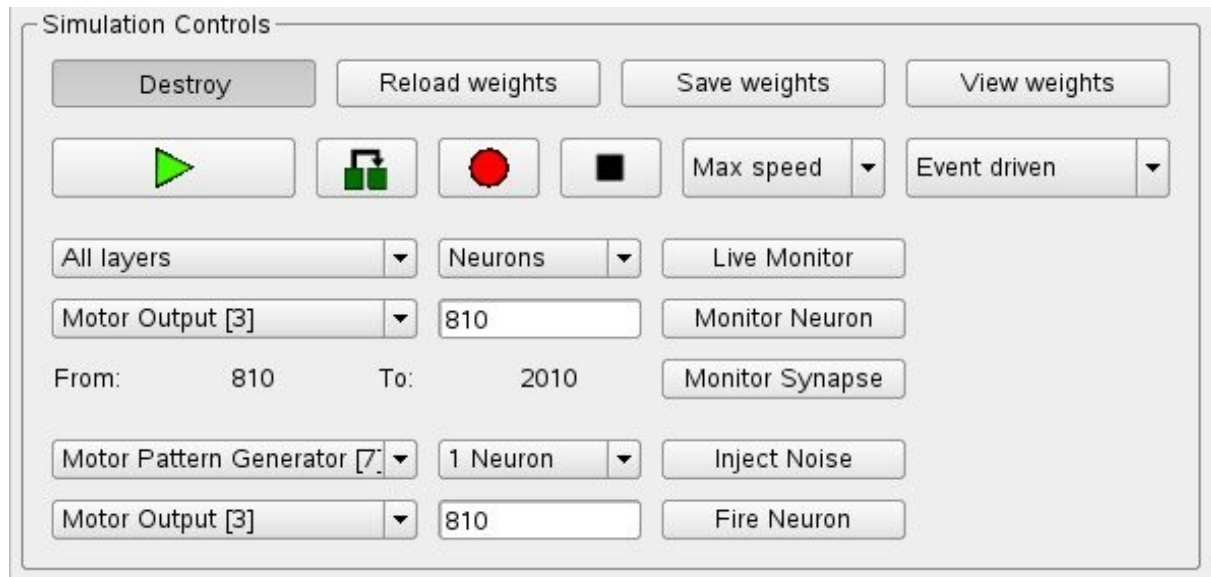 Simulation Controls
Destroy Reload weights Save weights View weights
Max speed Event driven
All layers Neurons Live Monitor
Motor Output [3] 810 Monitor Neuron
From: 810 To: 2010 Monitor Synapse
Motor Pattern Generator [7] 1 Neuron Inject Noise
Motor Output [3] 810 Fire Neuron